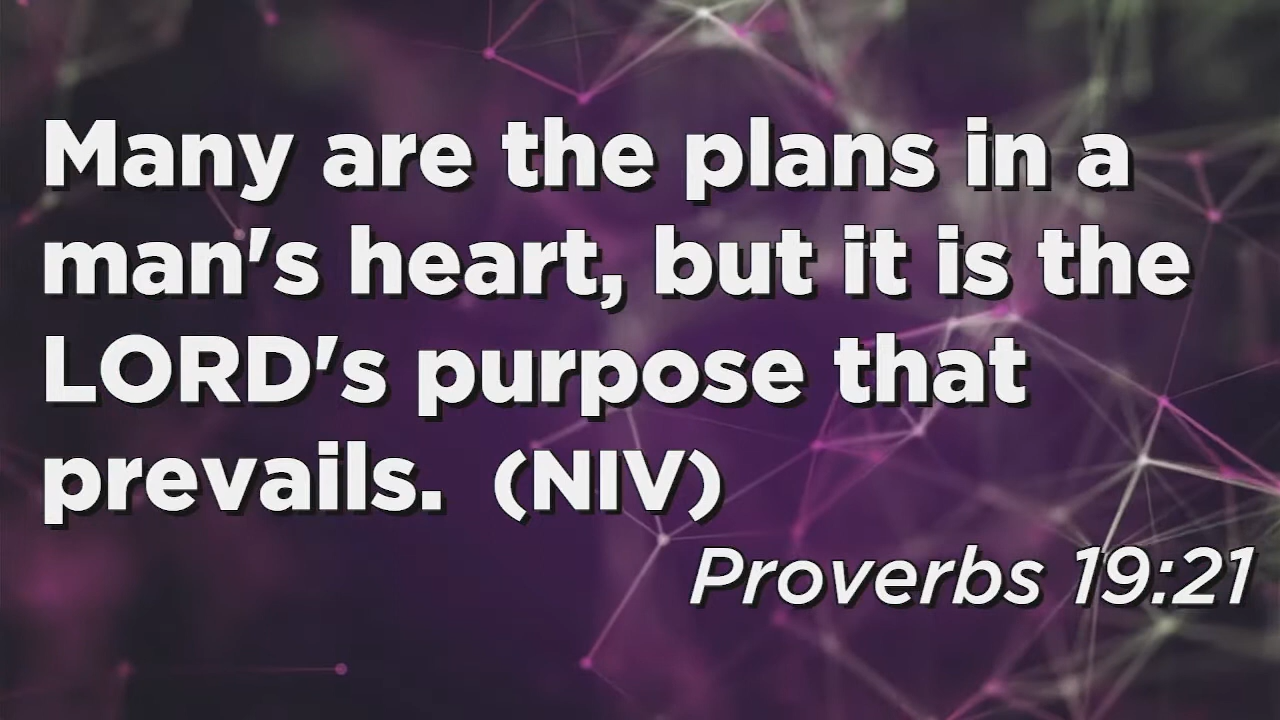 Many are the plans in a
man's heart, but it is the
LORD's purpose that
prevails.  (NIV)
Proverbs 19:21